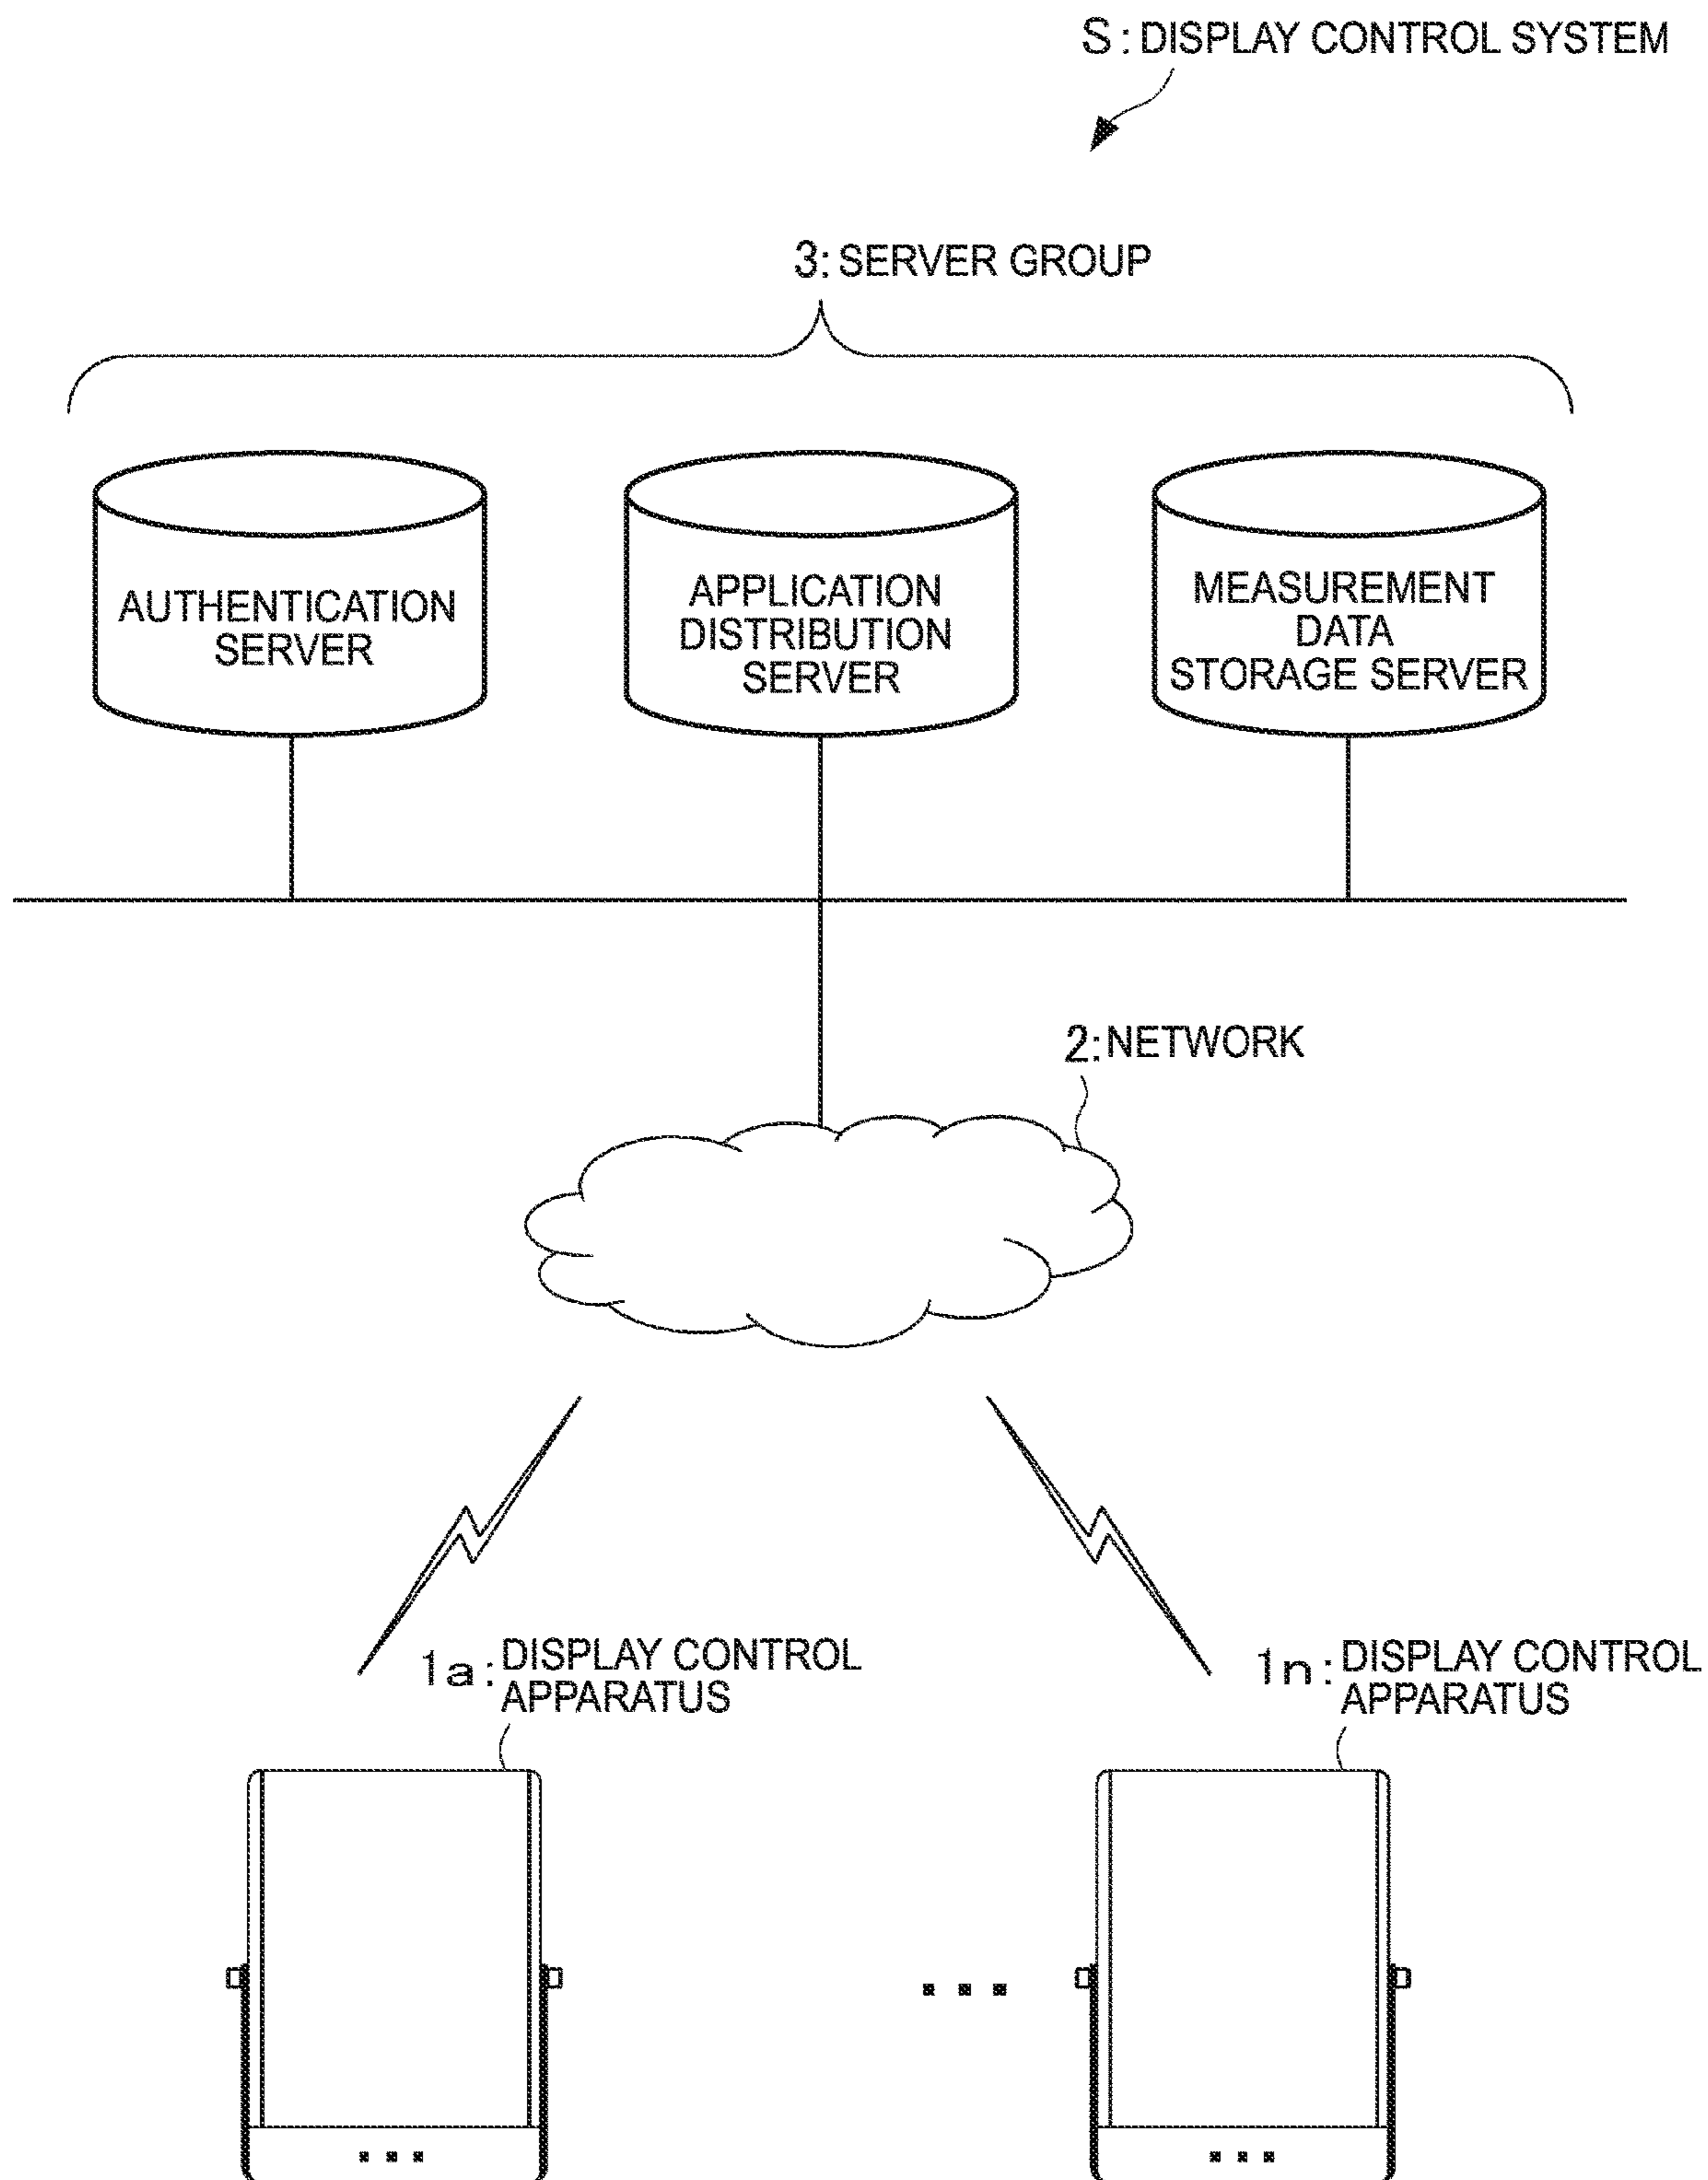 S: DISPLAY CONTROL SYSTEM
3: SERVER GROUP
AUTHENTICATION
SERVER
APPLICATION
DISTRIBUTION
SERVER
MEASUREMENT
DATA
STORAGE SERVER
2: NETWORK
1a: DISPLAY CONTROL
APPARATUS
1n: DISPLAY CONTROL
APPARATUS
...
...
...